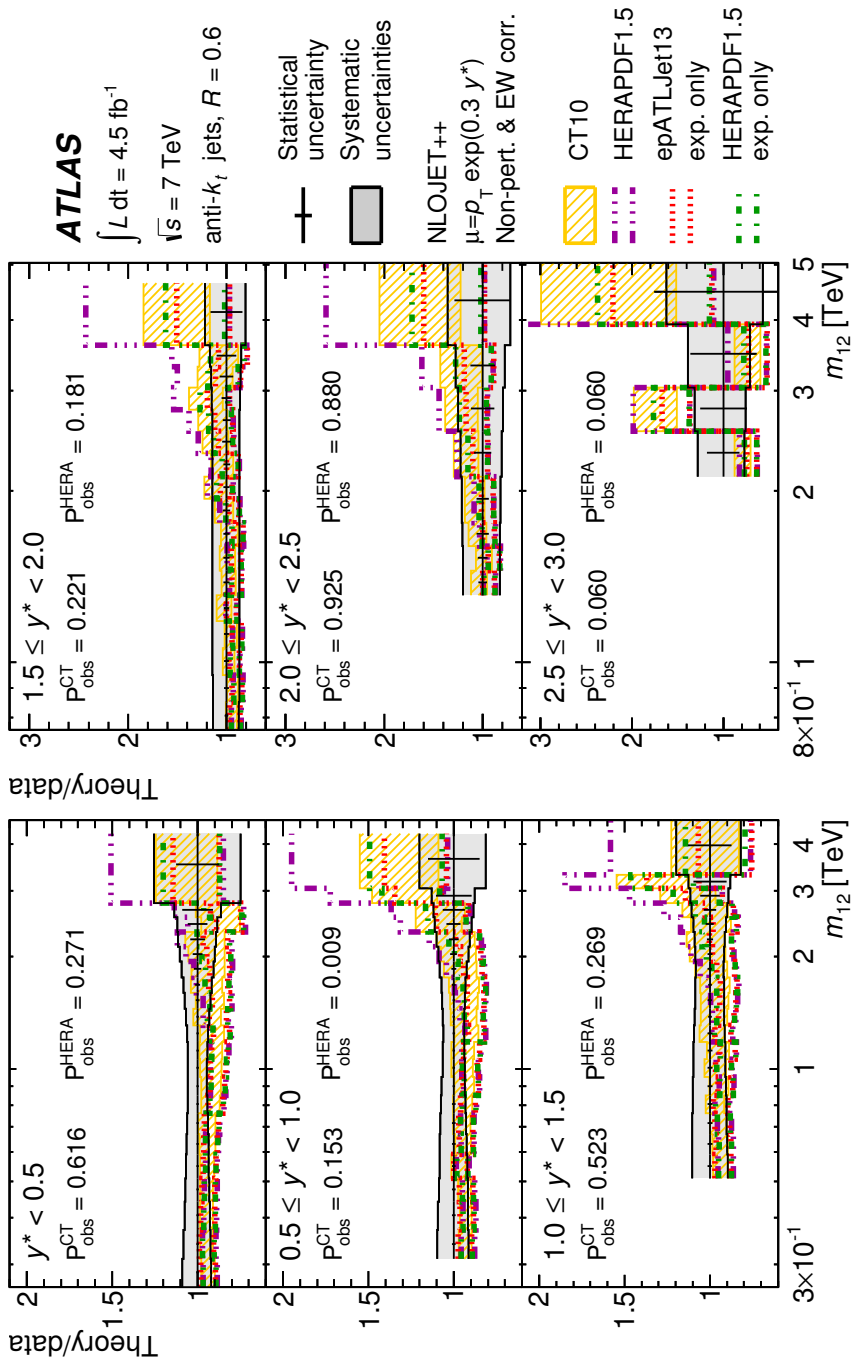 Theory/data
2
1.5
1
y* < 0.5
P^CT_obs = 0.616 P^HERA_obs = 0.271
2
1.5
1
0.5 ≤ y* < 1.0
P^CT_obs = 0.153 P^HERA_obs = 0.009
2
1.5
1
1.0 ≤ y* < 1.5
P^CT_obs = 0.523 P^HERA_obs = 0.269
3×10⁻¹ 1 2 3 4
m₁₂ [TeV]
Theory/data
3
2
1
1.5 ≤ y* < 2.0
P^CT_obs = 0.221 P^HERA_obs = 0.181
3
2
1
2.0 ≤ y* < 2.5
P^CT_obs = 0.925 P^HERA_obs = 0.880
3
2
1
2.5 ≤ y* < 3.0
P^CT_obs = 0.060 P^HERA_obs = 0.060
8×10⁻¹ 1 2 3 4 5
m₁₂ [TeV]
ATLAS
∫ L dt = 4.5 fb⁻¹
√s = 7 TeV
anti-k_t jets, R = 0.6
Statistical
uncertainty
Systematic
uncertainties
NLOJET++
μ=p_T exp(0.3 y*)
Non-pert. & EW corr.
CT10
HERAPDF1.5
epATLJet13
exp. only
HERAPDF1.5
exp. only